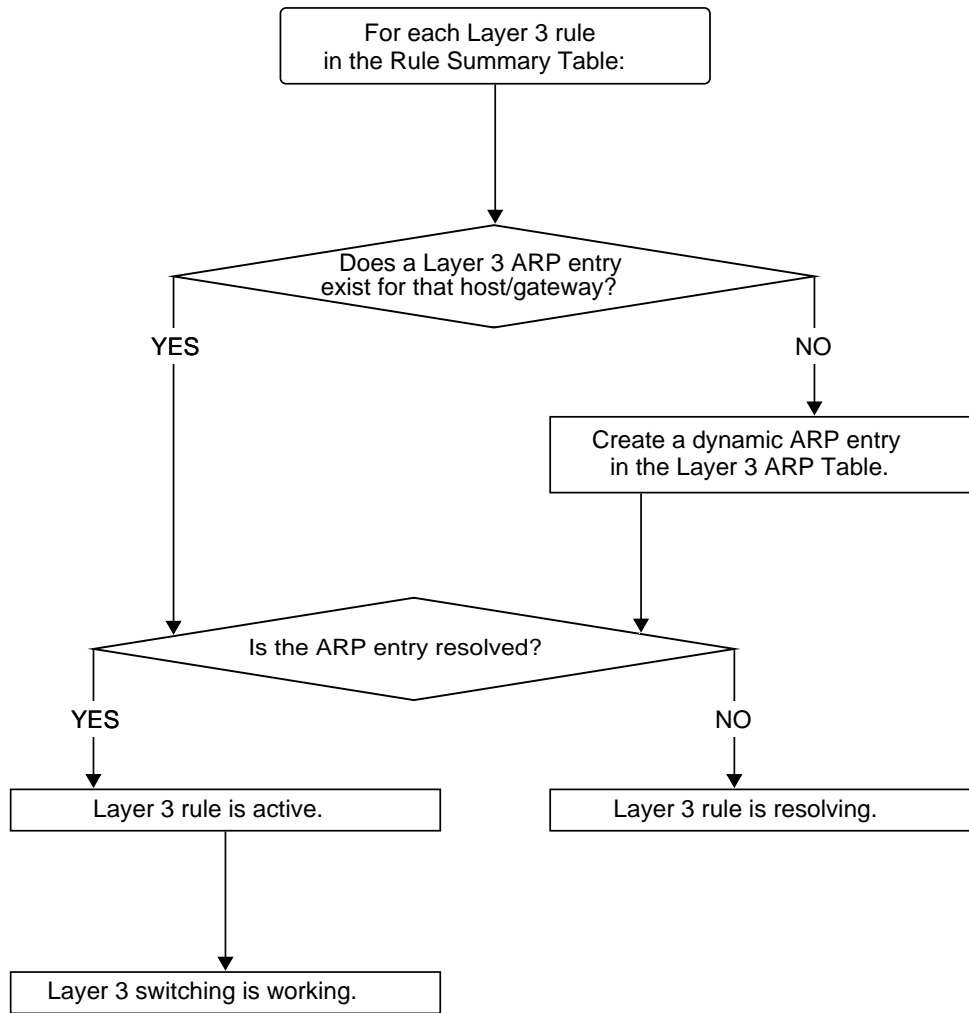 For each Layer 3 rule
in the Rule Summary Table:
Does a Layer 3 ARP entry
exist for that host/gateway?
YES
NO
Create a dynamic ARP entry
in the Layer 3 ARP Table.
Is the ARP entry resolved?
YES
NO
Layer 3 rule is active.
Layer 3 rule is resolving.
Layer 3 switching is working.